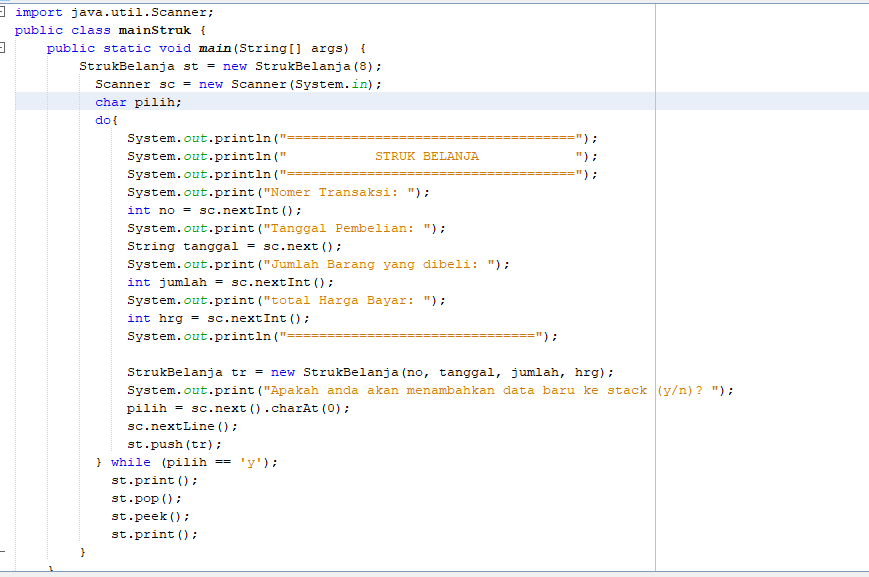 import java.util.Scanner;
public class mainStruk {
    public static void main(String[] args) {
        StrukBelanja st = new StrukBelanja(8);
          Scanner sc = new Scanner(System.in);
          char pilih;
          do{
              System.out.println("====================================");
              System.out.println("           STRUK BELANJA            ");
              System.out.println("====================================");
              System.out.print("Nomer Transaksi: ");
              int no = sc.nextInt();
              System.out.print("Tanggal Pembelian: ");
              String tanggal = sc.next();
              System.out.print("Jumlah Barang yang dibeli: ");
              int jumlah = sc.nextInt();
              System.out.print("total Harga Bayar: ");
              int hrg = sc.nextInt();
              System.out.println("===============================");

              StrukBelanja tr = new StrukBelanja(no, tanggal, jumlah, hrg);
              System.out.print("Apakah anda akan menambahkan data baru ke stack (y/n)? ");
              pilih = sc.next().charAt(0);
              sc.nextLine();
              st.push(tr);
          } while (pilih == 'y');
            st.print();
            st.pop();
            st.peek();
            st.print();
        }
    }